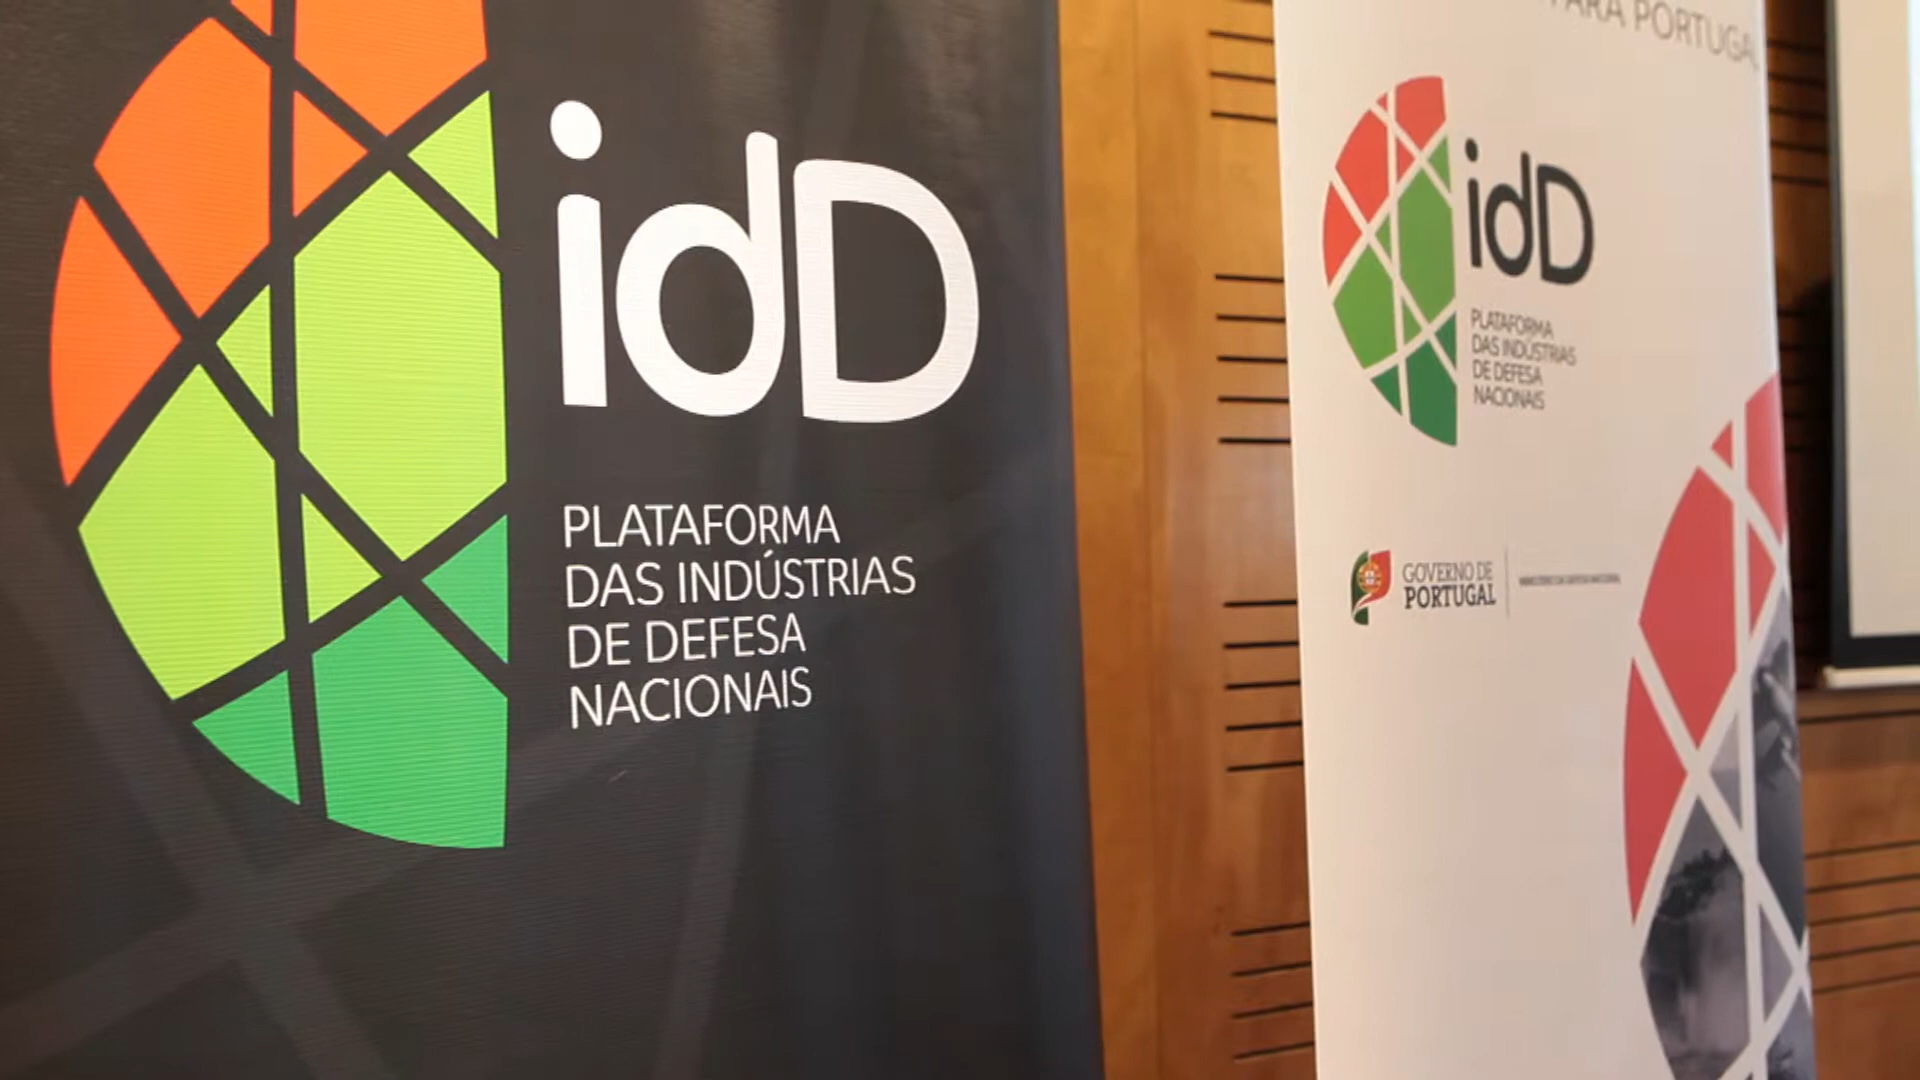 idD
PLATAFORMA
DAS INDÚSTRIAS
DE DEFESA
NACIONAIS
PARA PORTUGAL
idD
PLATAFORMA
DAS INDÚSTRIAS
DE DEFESA
NACIONAIS
GOVERNO DE
PORTUGAL